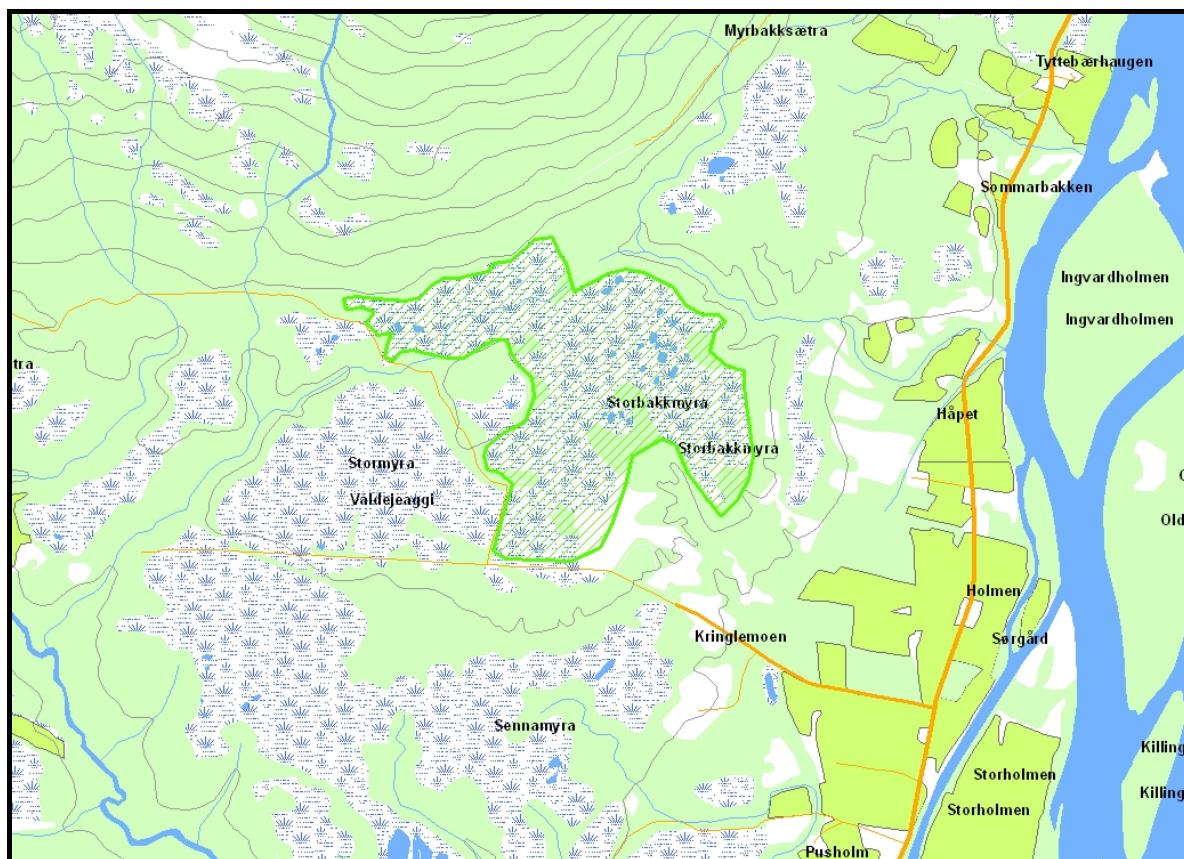 Myrbakksætra
Tyttebærhaugen
Sommarbakken
Ingvardholmen
Ingvardholmen
tra
Storbakkmyra
Håpet
Storbakkmyra
Stormyra
Valdeleaggi
Old
Holmen
Kringlemoen
Sørgård
Sennamyra
Killing
Storholmen
Killing
Storholmen
Pusholm